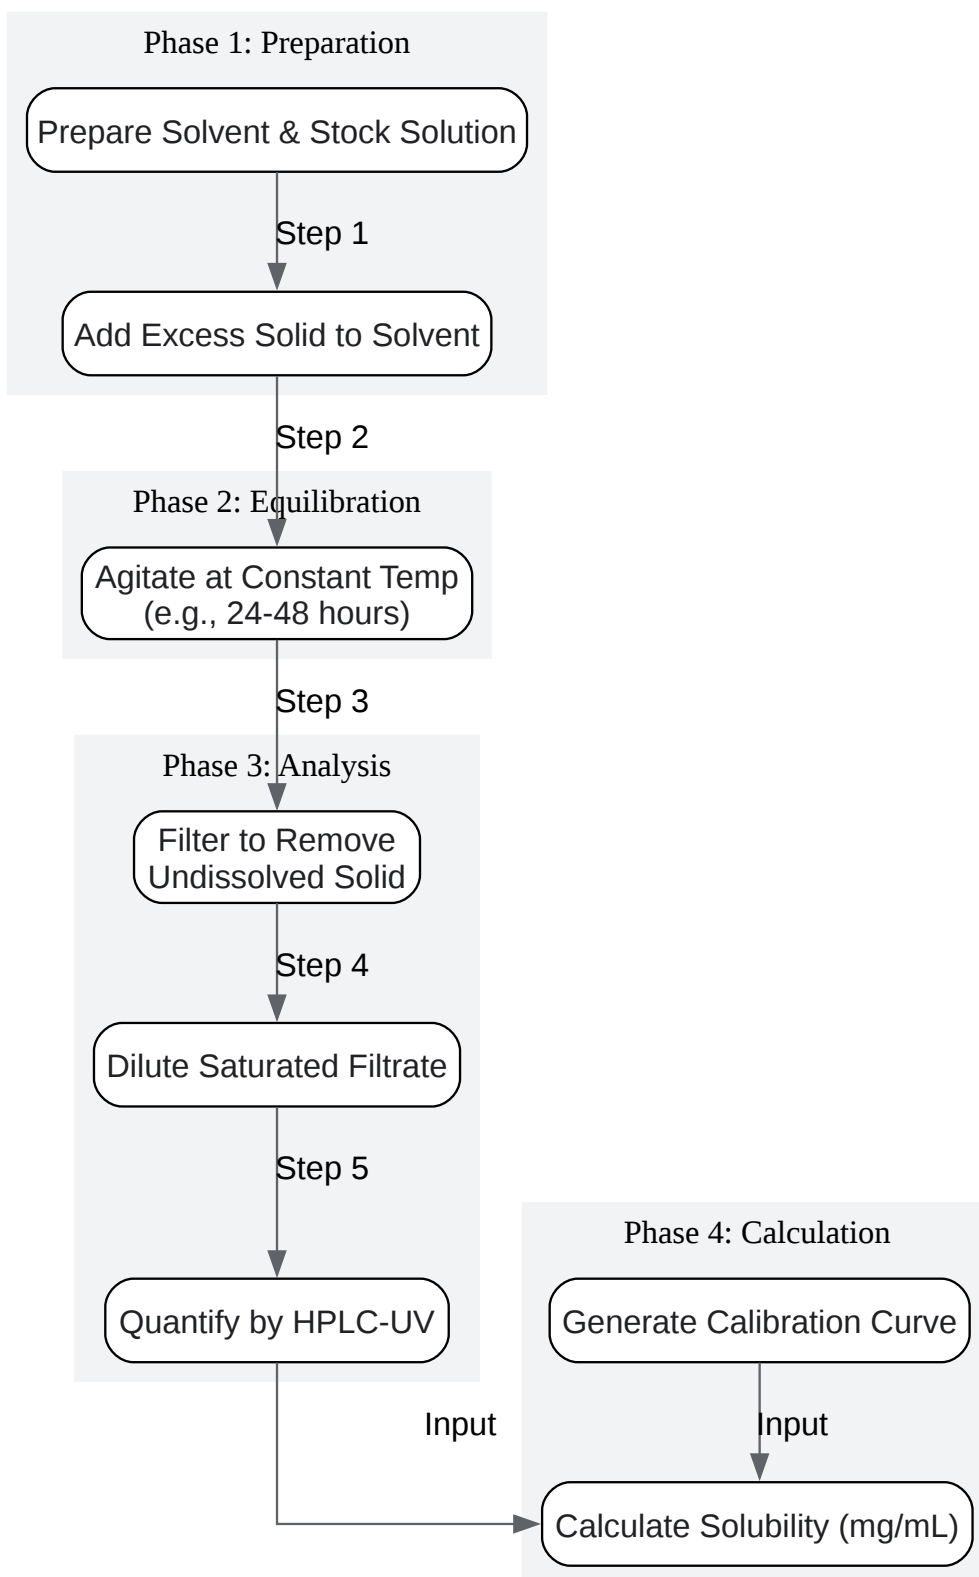 Phase 1: Preparation
Prepare Solvent & Stock Solution
Step 1
Add Excess Solid to Solvent
Step 2
Phase 2: Equilibration
Agitate at Constant Temp
(e.g., 24-48 hours)
Step 3
Phase 3: Analysis
Filter to Remove
Undissolved Solid
Step 4
Dilute Saturated Filtrate
Step 5
Quantify by HPLC-UV
Input
Phase 4: Calculation
Generate Calibration Curve
Input
Calculate Solubility (mg/mL)